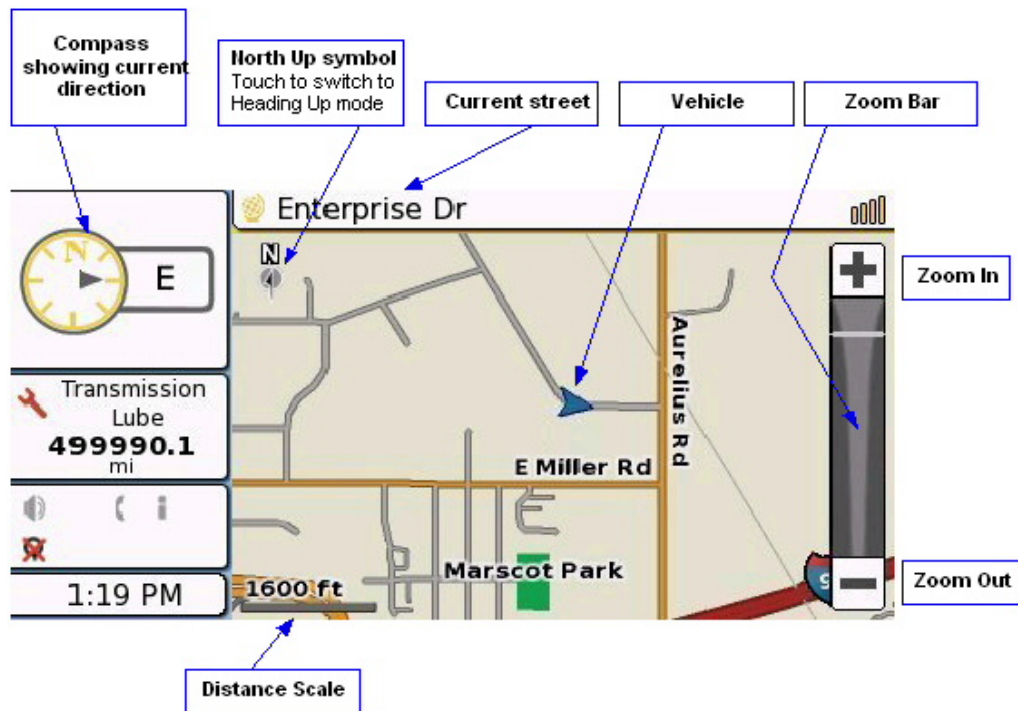 Compass
showing current
direction
North Up symbol
Touch to switch to
Heading Up mode
Current street
Vehicle
Zoom Bar
Enterprise Dr
N
E
N
Zoom In
Aurelius Rd
Transmission
Lube
499990.1
mi
E Miller Rd
Marscot Park
1600 ft
9
1:19 PM
Zoom Out
Distance Scale